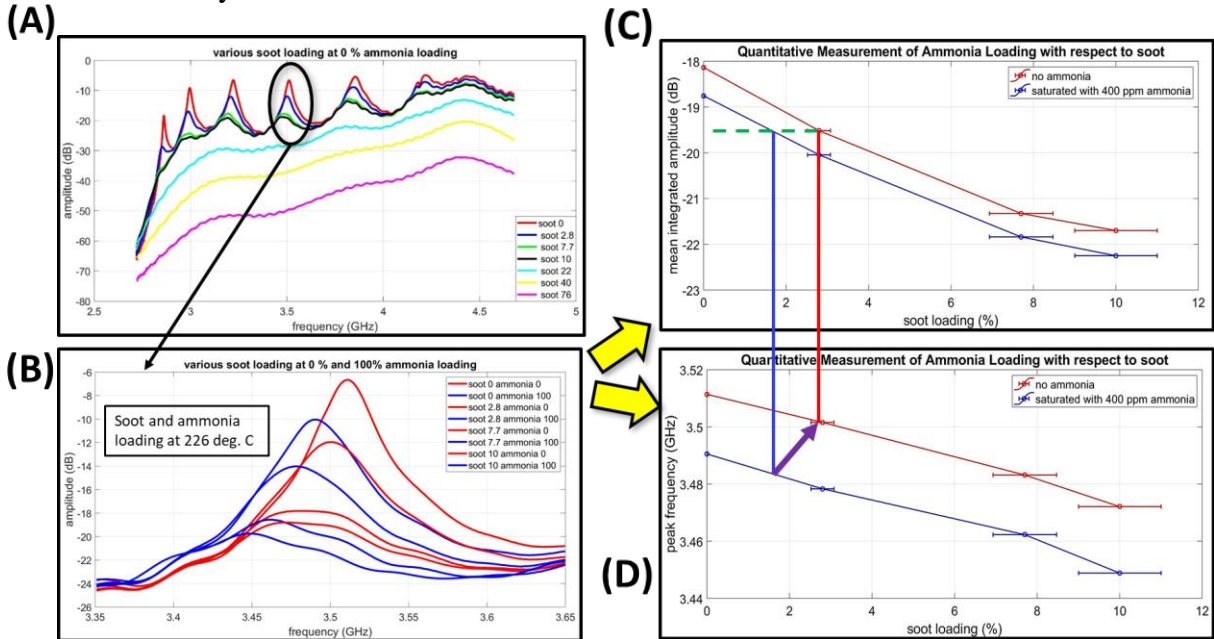 (A)
various soot loading at 0 % ammonia loading
0
-10
-20
-30
-40
-50
-60
-70
-80
amplitude (dB)
soot 0
soot 2.8
soot 7.7
soot 10
soot 22
soot 40
soot 76
2.5
3
3.5
4
4.5
5
frequency (GHz)
(B)
various soot loading at 0 % and 100% ammonia loading
-6
-8
-10
-12
-14
-16
-18
-20
-22
-24
-26
amplitude (dB)
Soot and ammonia
loading at 226 deg. C
soot 0 ammonia 0
soot 0 ammonia 100
soot 2.8 ammonia 0
soot 2.8 ammonia 100
soot 7.7 ammonia 0
soot 7.7 ammonia 100
soot 10 ammonia 0
soot 10 ammonia 100
3.35
3.4
3.45
3.5
3.55
3.6
3.65
frequency (GHz)
(C)
Quantitative Measurement of Ammonia Loading with respect to soot
-18
-19
-20
-21
-22
-23
mean integrated amplitude (dB)
no ammonia
saturated with 400 ppm ammonia
0
2
4
6
8
10
12
soot loading (%)
(D)
Quantitative Measurement of Ammonia Loading with respect to soot
3.52
3.5
3.48
3.46
3.44
peak frequency (GHz)
no ammonia
saturated with 400 ppm ammonia
0
2
4
6
8
10
12
soot loading (%)